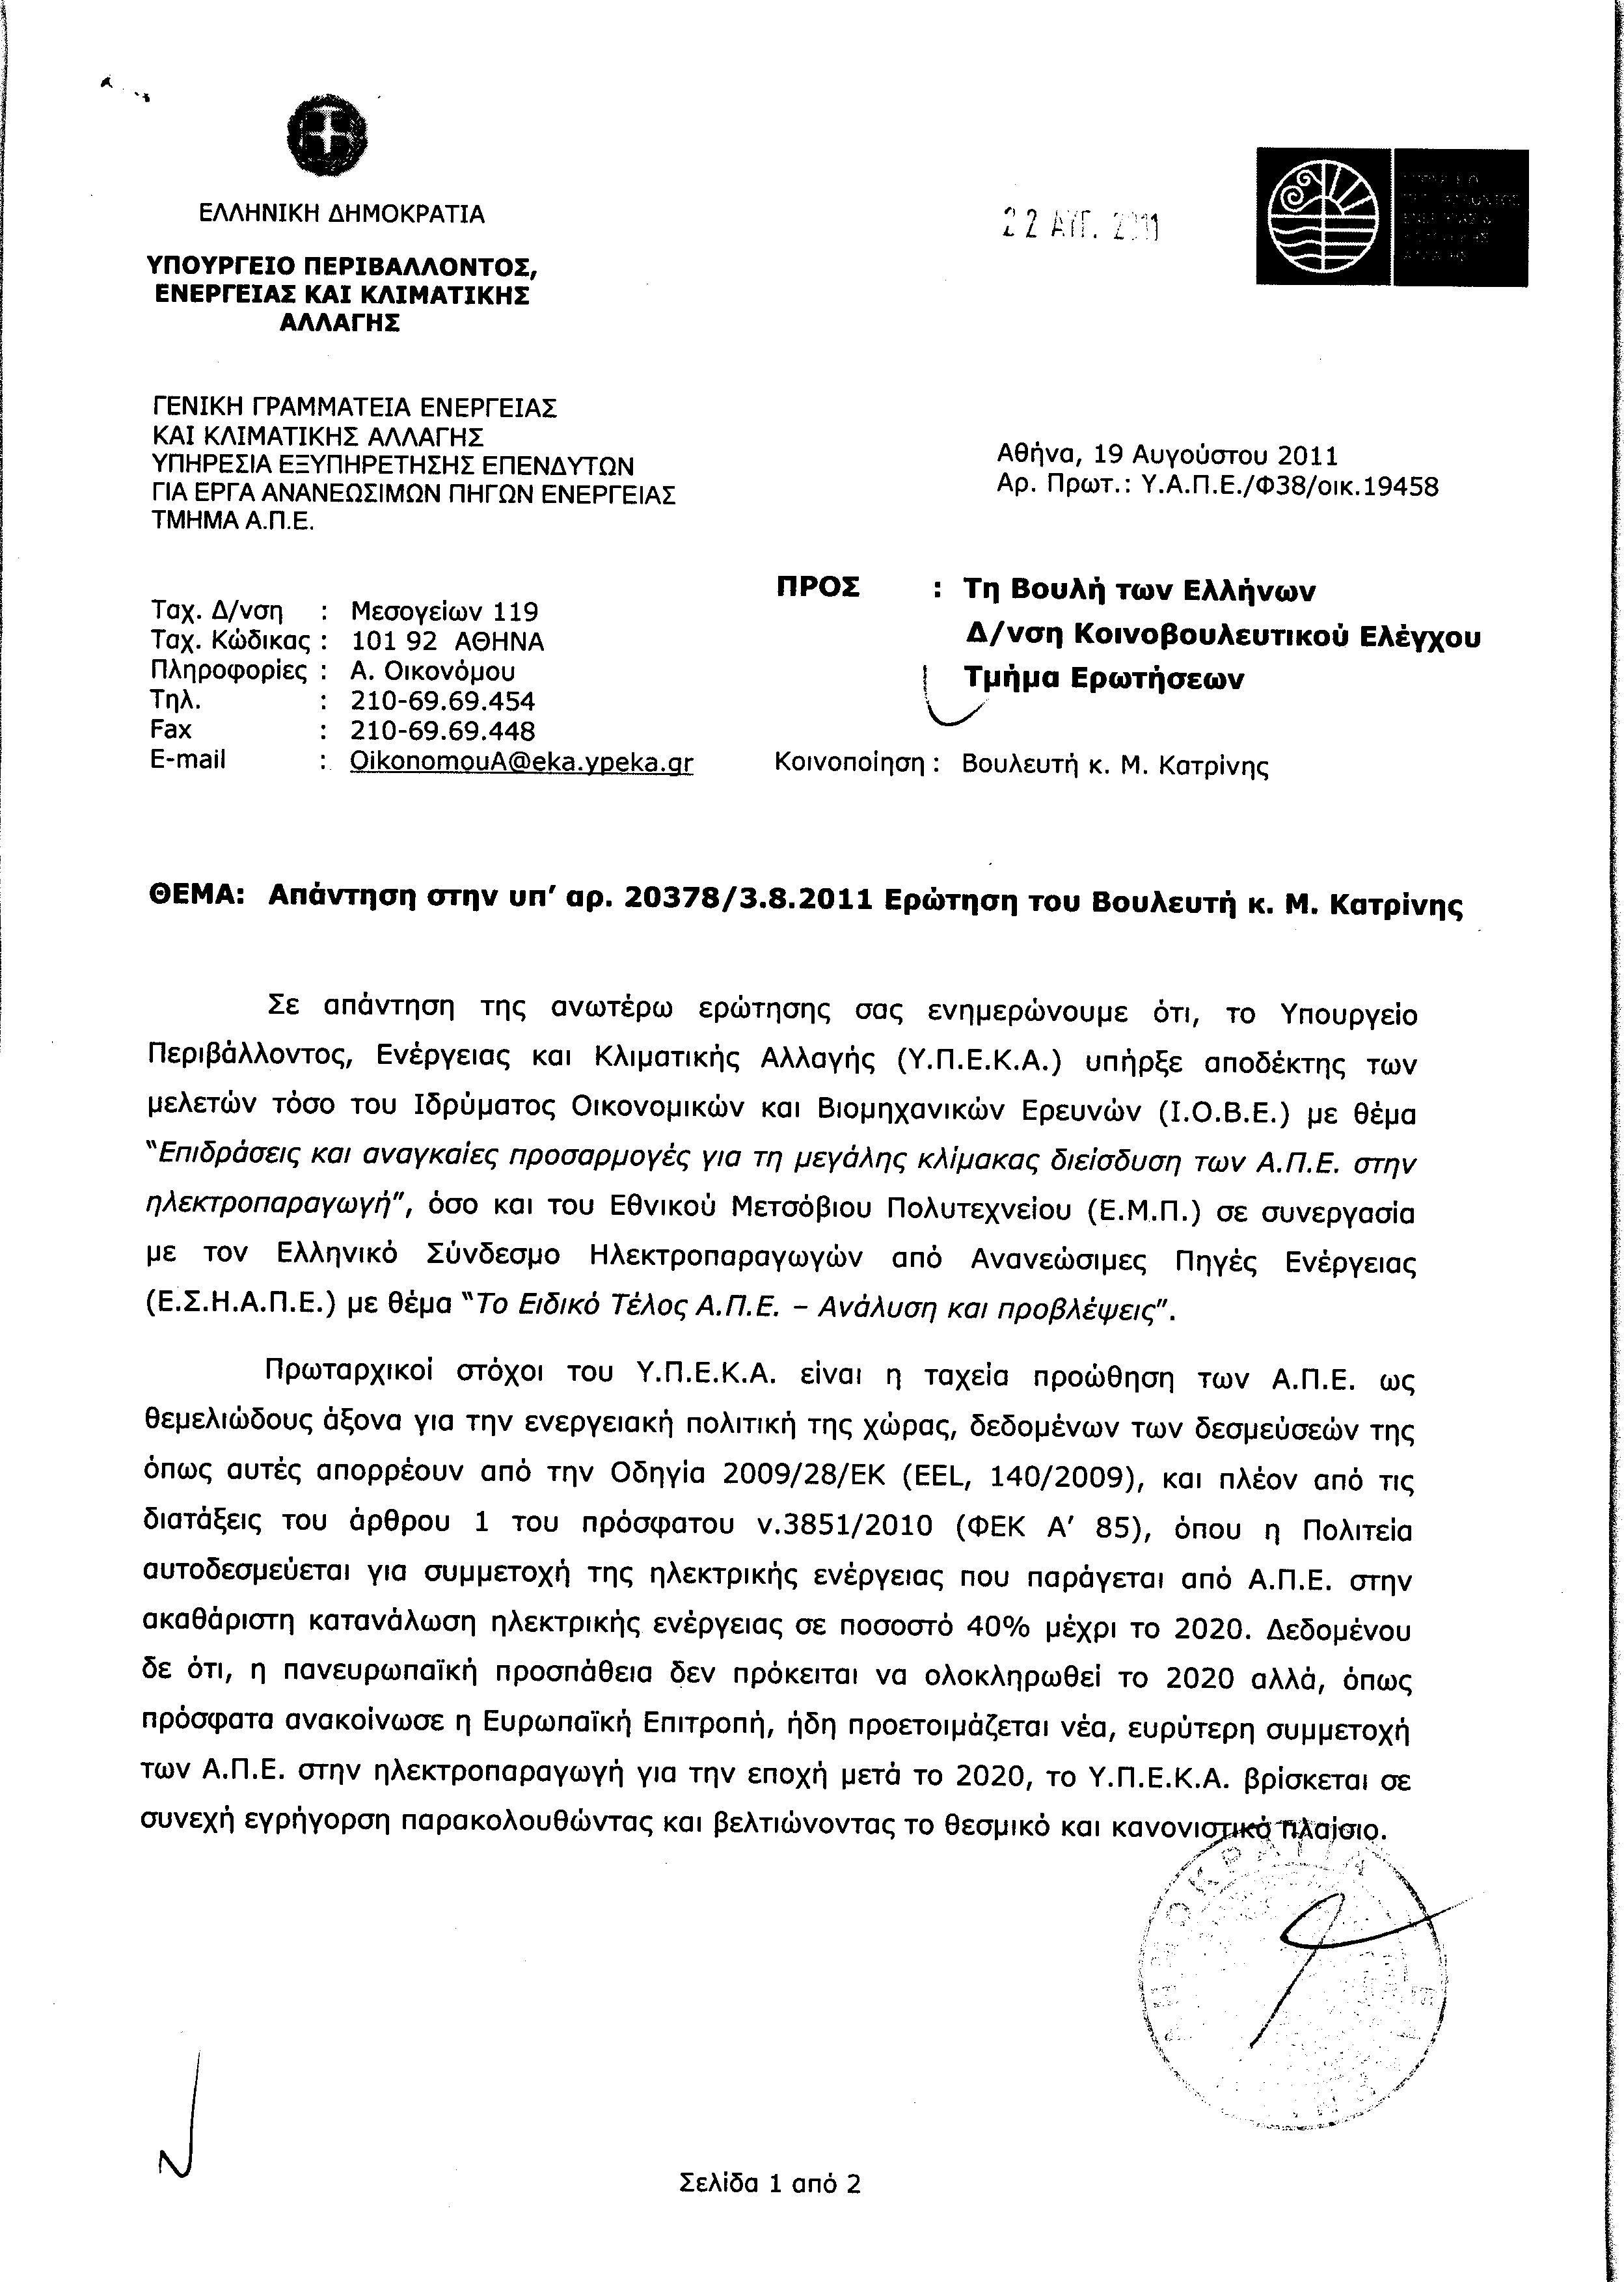 ΕΛΛΗΝΙΚΗ ΔΗΜΟΚΡΑΤΙΑ
ΥΠΟΥΡΓΕΙΟ ΠΕΡΙΒΑΛΛΟΝΤΟΣ,
ΕΝΕΡΓΕΙΑΣ ΚΑΙ ΚΛΙΜΑΤΙΚΗΣ
ΑΛΛΑΓΗΣ
22 ΑΥΓ. 2011
ΓΕΝΙΚΗ ΓΡΑΜΜΑΤΕΙΑ ΕΝΕΡΓΕΙΑΣ
ΚΑΙ ΚΛΙΜΑΤΙΚΗΣ ΑΛΛΑΓΗΣ
ΥΠΗΡΕΣΙΑ ΕΞΥΠΗΡΕΤΗΣΗΣ ΕΠΕΝΔΥΤΩΝ
ΓΙΑ ΕΡΓΑ ΑΝΑΝΕΩΣΙΜΩΝ ΠΗΓΩΝ ΕΝΕΡΓΕΙΑΣ
ΤΜΗΜΑ Α.Π.Ε.
Αθήνα, 19 Αυγούστου 2011
Αρ. Πρωτ.: Υ.Α.Π.Ε./Φ38/οικ.19458
Ταχ. Δ/νση : Μεσογείων 119
Ταχ. Κώδικας : 101 92 ΑΘΗΝΑ
Πληροφορίες : Α. Οικονόμου
Τηλ. : 210-69.69.454
Fax : 210-69.69.448
E-mail : OikonomouA@eka.ypeka.gr
ΠΡΟΣ : Τη Βουλή των Ελλήνων
Δ/νση Κοινοβουλευτικού Ελέγχου
Τμήμα Ερωτήσεων
Κοινοποίηση : Βουλευτή κ. Μ. Κατρίνης
ΘΕΜΑ: Απάντηση στην υπ' αρ. 20378/3.8.2011 Ερώτηση του Βουλευτή κ. Μ. Κατρίνης
Σε απάντηση της ανωτέρω ερώτησης σας ενημερώνουμε ότι, το Υπουργείο
Περιβάλλοντος, Ενέργειας και Κλιματικής Αλλαγής (Υ.Π.Ε.Κ.Α.) υπήρξε αποδέκτης των
μελετών τόσο του Ιδρύματος Οικονομικών και Βιομηχανικών Ερευνών (Ι.Ο.Β.Ε.) με θέμα
"Επιδράσεις και αναγκαίες προσαρμογές για τη μεγάλης κλίμακας διείσδυση των Α.Π.Ε. στην
ηλεκτροπαραγωγή", όσο και του Εθνικού Μετσόβιου Πολυτεχνείου (Ε.Μ.Π.) σε συνεργασία
με τον Ελληνικό Σύνδεσμο Ηλεκτροπαραγωγών από Ανανεώσιμες Πηγές Ενέργειας
(Ε.Σ.Η.Α.Π.Ε.) με θέμα "Το Ειδικό Τέλος Α.Π.Ε. – Ανάλυση και προβλέψεις".
Πρωταρχικοί στόχοι του Υ.Π.Ε.Κ.Α. είναι η ταχεία προώθηση των Α.Π.Ε. ως
θεμελιώδους άξονα για την ενεργειακή πολιτική της χώρας, δεδομένων των δεσμεύσεών της
όπως αυτές απορρέουν από την Οδηγία 2009/28/ΕΚ (EEL, 140/2009), και πλέον από τις
διατάξεις του άρθρου 1 του πρόσφατου ν.3851/2010 (ΦΕΚ Α' 85), όπου η Πολιτεία
αυτοδεσμεύεται για συμμετοχή της ηλεκτρικής ενέργειας που παράγεται από Α.Π.Ε. στην
ακαθάριστη κατανάλωση ηλεκτρικής ενέργειας σε ποσοστό 40% μέχρι το 2020. Δεδομένου
δε ότι, η πανευρωπαϊκή προσπάθεια δεν πρόκειται να ολοκληρωθεί το 2020 αλλά, όπως
πρόσφατα ανακοίνωσε η Ευρωπαϊκή Επιτροπή, ήδη προετοιμάζεται νέα, ευρύτερη συμμετοχή
των Α.Π.Ε. στην ηλεκτροπαραγωγή για την εποχή μετά το 2020, το Υ.Π.Ε.Κ.Α. βρίσκεται σε
συνεχή εγρήγορση παρακολουθώντας και βελτιώνοντας το θεσμικό και κανονιστικό πλαίσιο.
Σελίδα 1 από 2